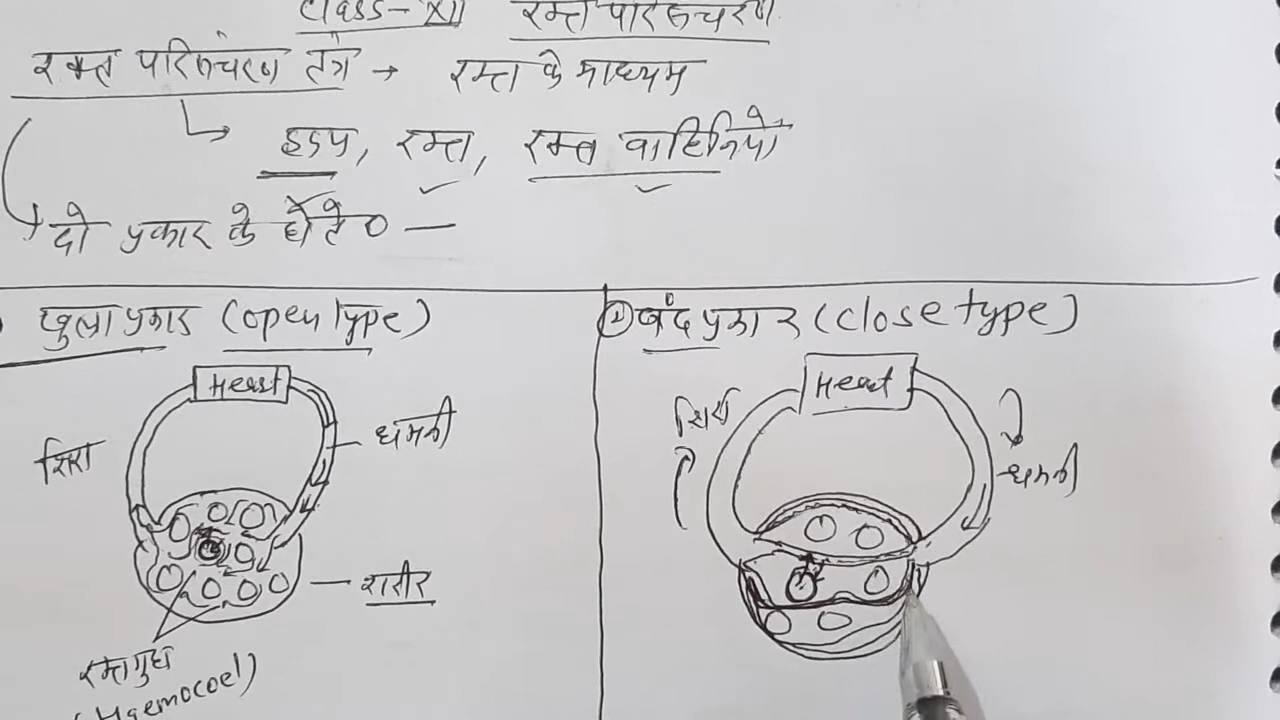 Class-XII रक्त परिसंचरण
रक्त परिसंचरण तंत्र → रक्त के माध्यम
हृदय, रक्त, रक्त वाहिनियाँ
दो प्रकार के होते है —
खुला प्रकार (open Type)
② बंद प्रकार (close type)
Heart
Heart
शिरा
धमनी
शिरा
धमनी
शरीर
रक्तगुहा
(Haemocoel)